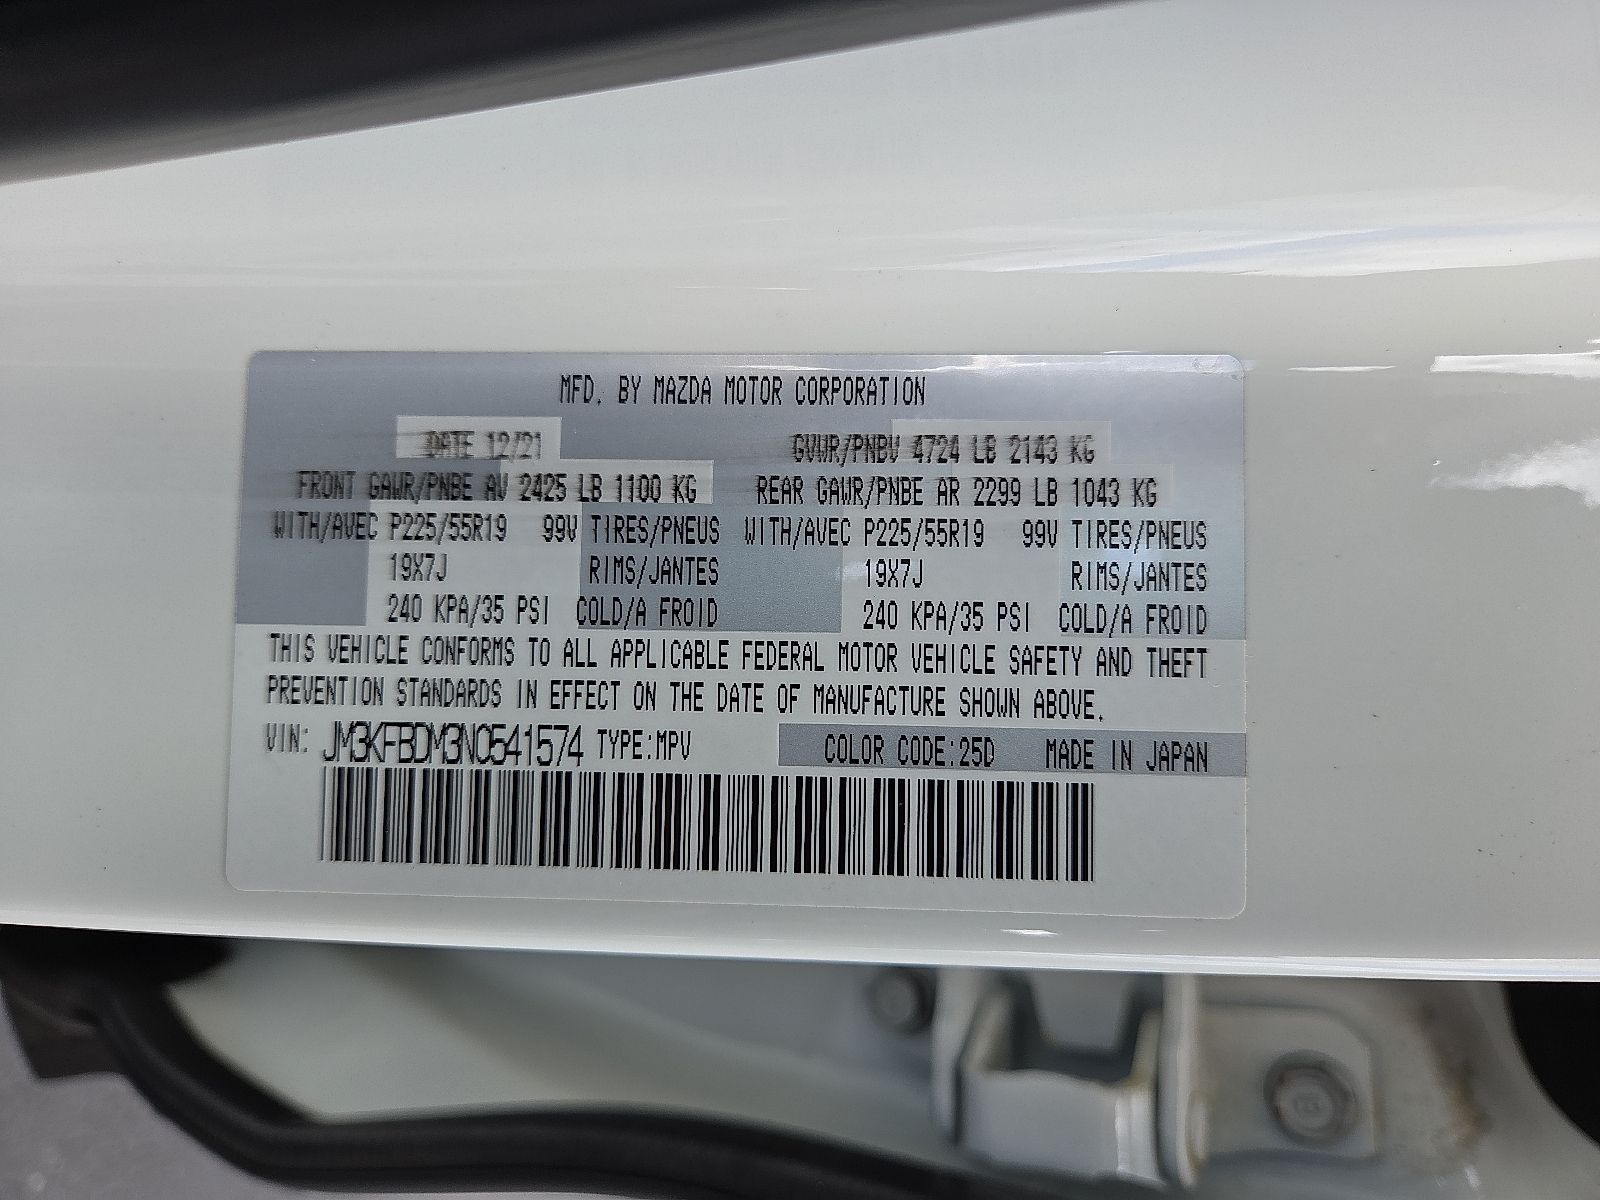 MFD. BY MAZDA MOTOR CORPORATION
DATE 12/21 GVWR/PNBV 4724 LB 2143 KG
FRONT GAWR/PNBE AV 2425 LB 1100 KG REAR GAWR/PNBE AR 2299 LB 1043 KG
WITH/AVEC P225/55R19 99V TIRES/PNEUS WITH/AVEC P225/55R19 99V TIRES/PNEUS
19X7J RIMS/JANTES 19X7J RIMS/JANTES
240 KPA/35 PSI COLD/A FROID 240 KPA/35 PSI COLD/A FROID
THIS VEHICLE CONFORMS TO ALL APPLICABLE FEDERAL MOTOR VEHICLE SAFETY AND THEFT
PREVENTION STANDARDS IN EFFECT ON THE DATE OF MANUFACTURE SHOWN ABOVE.
VIN: JM3KFBDM3N0541574 TYPE:MPV COLOR CODE:25D MADE IN JAPAN